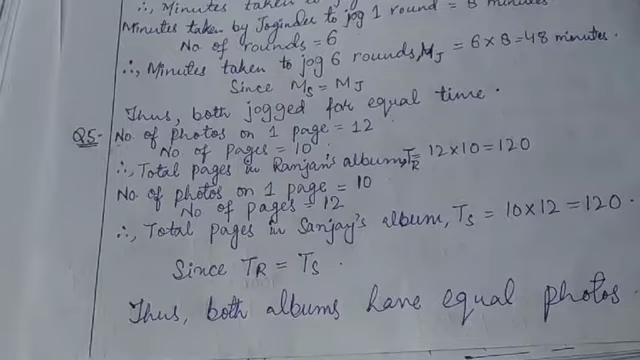 ∴, Minutes taken to
Minutes taken by Joginder to jog 1 round = 8 minutes
No of rounds = 6
∴, Minutes taken to jog 6 rounds, MJ = 6 x 8 = 48 minutes.
Since MS = MJ
Thus, both jogged for equal time.
Q5- No. of photos on 1 page = 12
No. of pages = 10
∴, Total pages in Ranjan's album, TR = 12x10 = 120
No. of photos on 1 page = 10
No of pages = 12
∴, Total pages in Sanjay's album, TS = 10x12 = 120.
Since TR = TS.
Thus, both albums have equal photos.